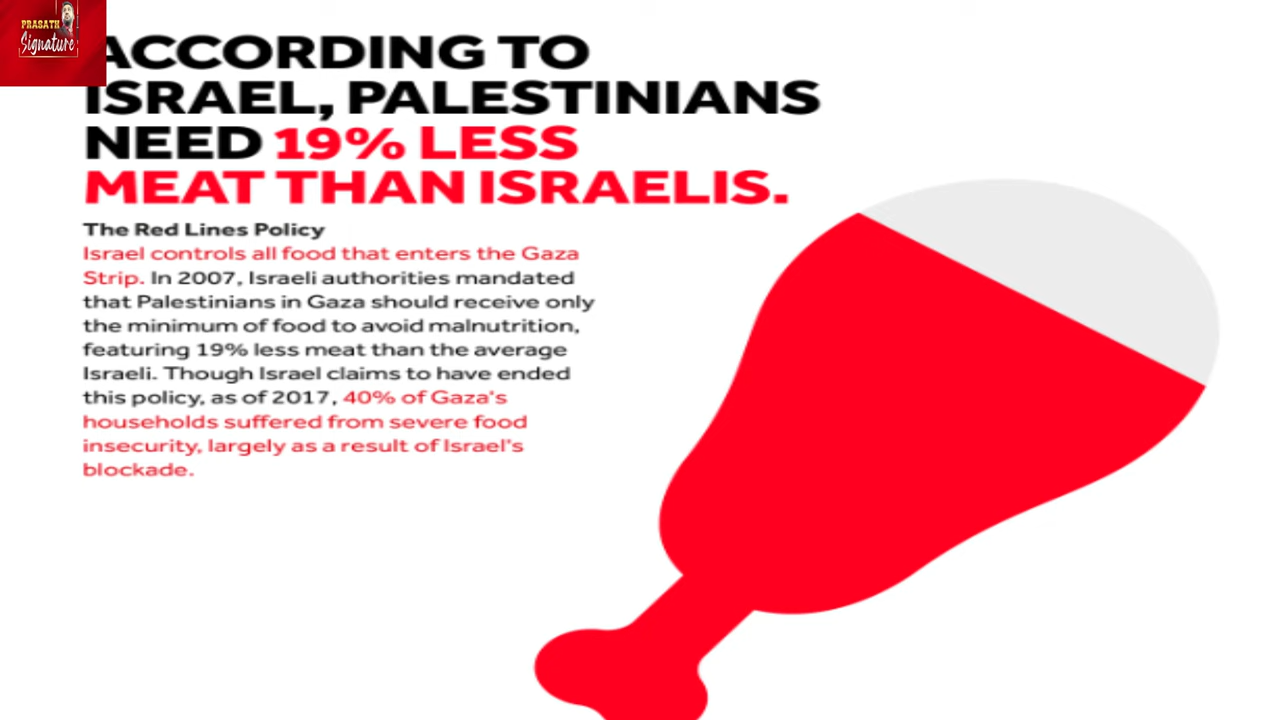 PRASATH
Signature
ACCORDING TO
ISRAEL, PALESTINIANS
NEED 19% LESS
MEAT THAN ISRAELIS.
The Red Lines Policy
Israel controls all food that enters the Gaza
Strip. In 2007, Israeli authorities mandated
that Palestinians in Gaza should receive only
the minimum of food to avoid malnutrition,
featuring 19% less meat than the average
Israeli. Though Israel claims to have ended
this policy, as of 2017, 40% of Gaza's
households suffered from severe food
insecurity, largely as a result of Israel's
blockade.